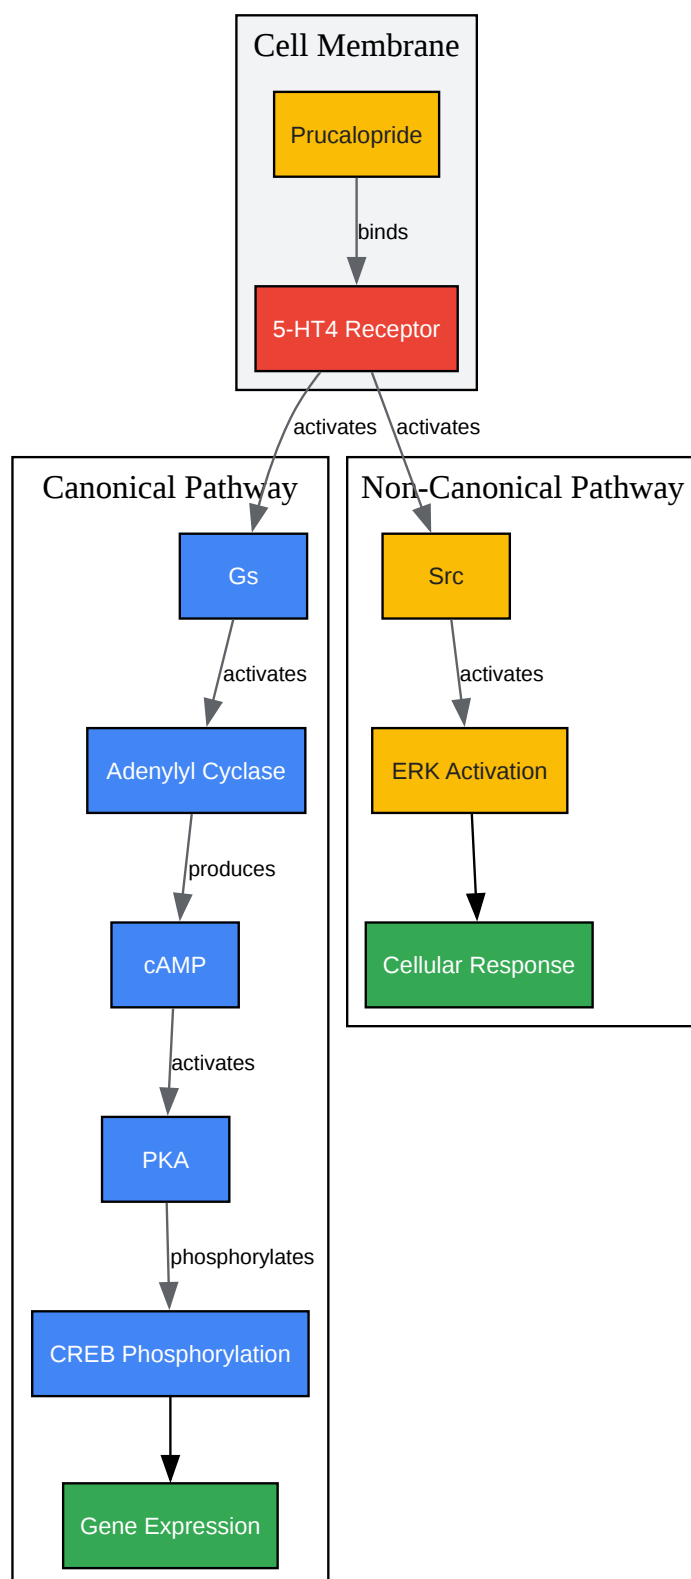 Cell Membrane
Prucalopride
binds
5-HT4 Receptor
activates
activates
Canonical Pathway
Non-Canonical Pathway
Gs
Src
activates
activates
Adenylyl Cyclase
ERK Activation
produces
cAMP
Cellular Response
activates
PKA
phosphorylates
CREB Phosphorylation
Gene Expression